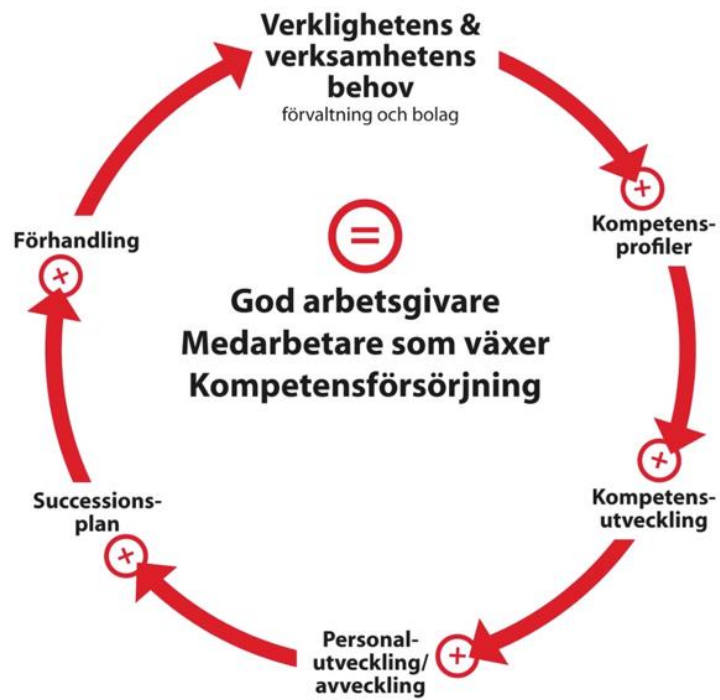 Verklighetens &
verksamhetens
behov
förvaltning och bolag
+
Kompetens-
profiler
+
Kompetens-
utveckling
+
Personal-
utveckling/
avveckling
+
Successions-
plan
+
Förhandling
=
God arbetsgivare
Medarbetare som växer
Kompetensförsörjning